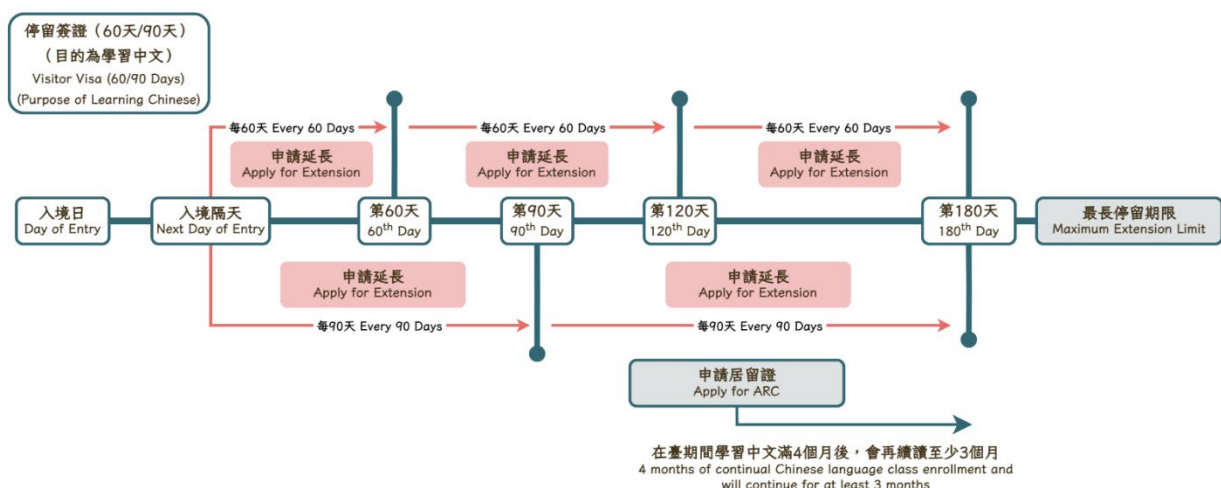 停留簽證（60天/90天）
（目的為學習中文）
Visitor Visa (60/90 Days)
(Purpose of Learning Chinese)
每60天 Every 60 Days
每60天 Every 60 Days
每60天 Every 60 Days
申請延長
Apply for Extension
申請延長
Apply for Extension
申請延長
Apply for Extension
入境日
Day of Entry
入境隔天
Next Day of Entry
第60天
60th Day
第90天
90th Day
第120天
120th Day
第180天
180th Day
最長停留期限
Maximum Extension Limit
申請延長
Apply for Extension
申請延長
Apply for Extension
每90天 Every 90 Days
每90天 Every 90 Days
申請居留證
Apply for ARC
在臺期間學習中文滿4個月後，會再續讀至少3個月
4 months of continual Chinese language class enrollment and
will continue for at least 3 months